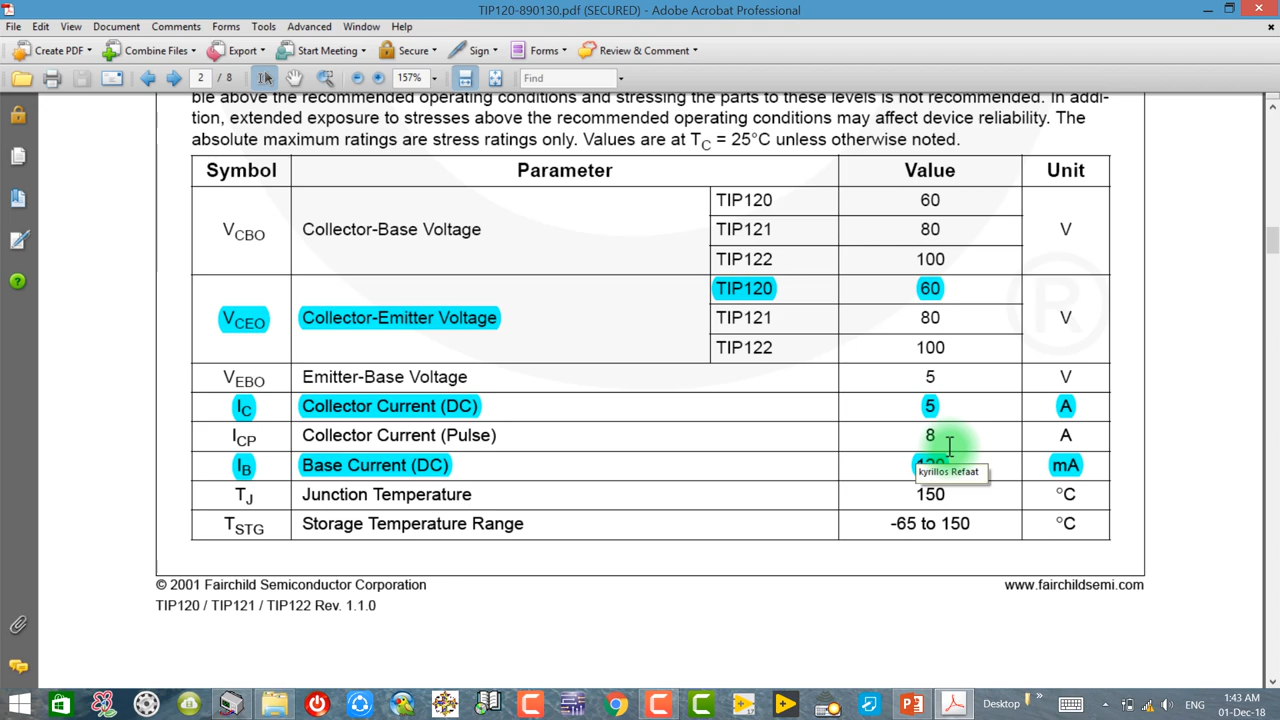 TIP120-890130.pdf (SECURED) - Adobe Acrobat Professional
File Edit View Document Comments Forms Tools Advanced Window Help
Create PDF Combine Files Export Start Meeting Secure Sign Forms Review & Comment
2 / 8 157% Find
ble above the recommended operating conditions and stressing the parts to these levels is not recommended. In addi-
tion, extended exposure to stresses above the recommended operating conditions may affect device reliability. The
absolute maximum ratings are stress ratings only. Values are at TC = 25°C unless otherwise noted.
Symbol Parameter Value Unit
VCBO Collector-Base Voltage TIP120 60 V
TIP121 80
TIP122 100
VCEO Collector-Emitter Voltage TIP120 60 V
TIP121 80
TIP122 100
VEBO Emitter-Base Voltage 5 V
IC Collector Current (DC) 5 A
ICP Collector Current (Pulse) 8 A
IB Base Current (DC) mA
kyrillos Refaat
TJ Junction Temperature 150 °C
TSTG Storage Temperature Range -65 to 150 °C
© 2001 Fairchild Semiconductor Corporation www.fairchildsemi.com
TIP120 / TIP121 / TIP122 Rev. 1.1.0
Desktop ENG 1:43 AM
01-Dec-18